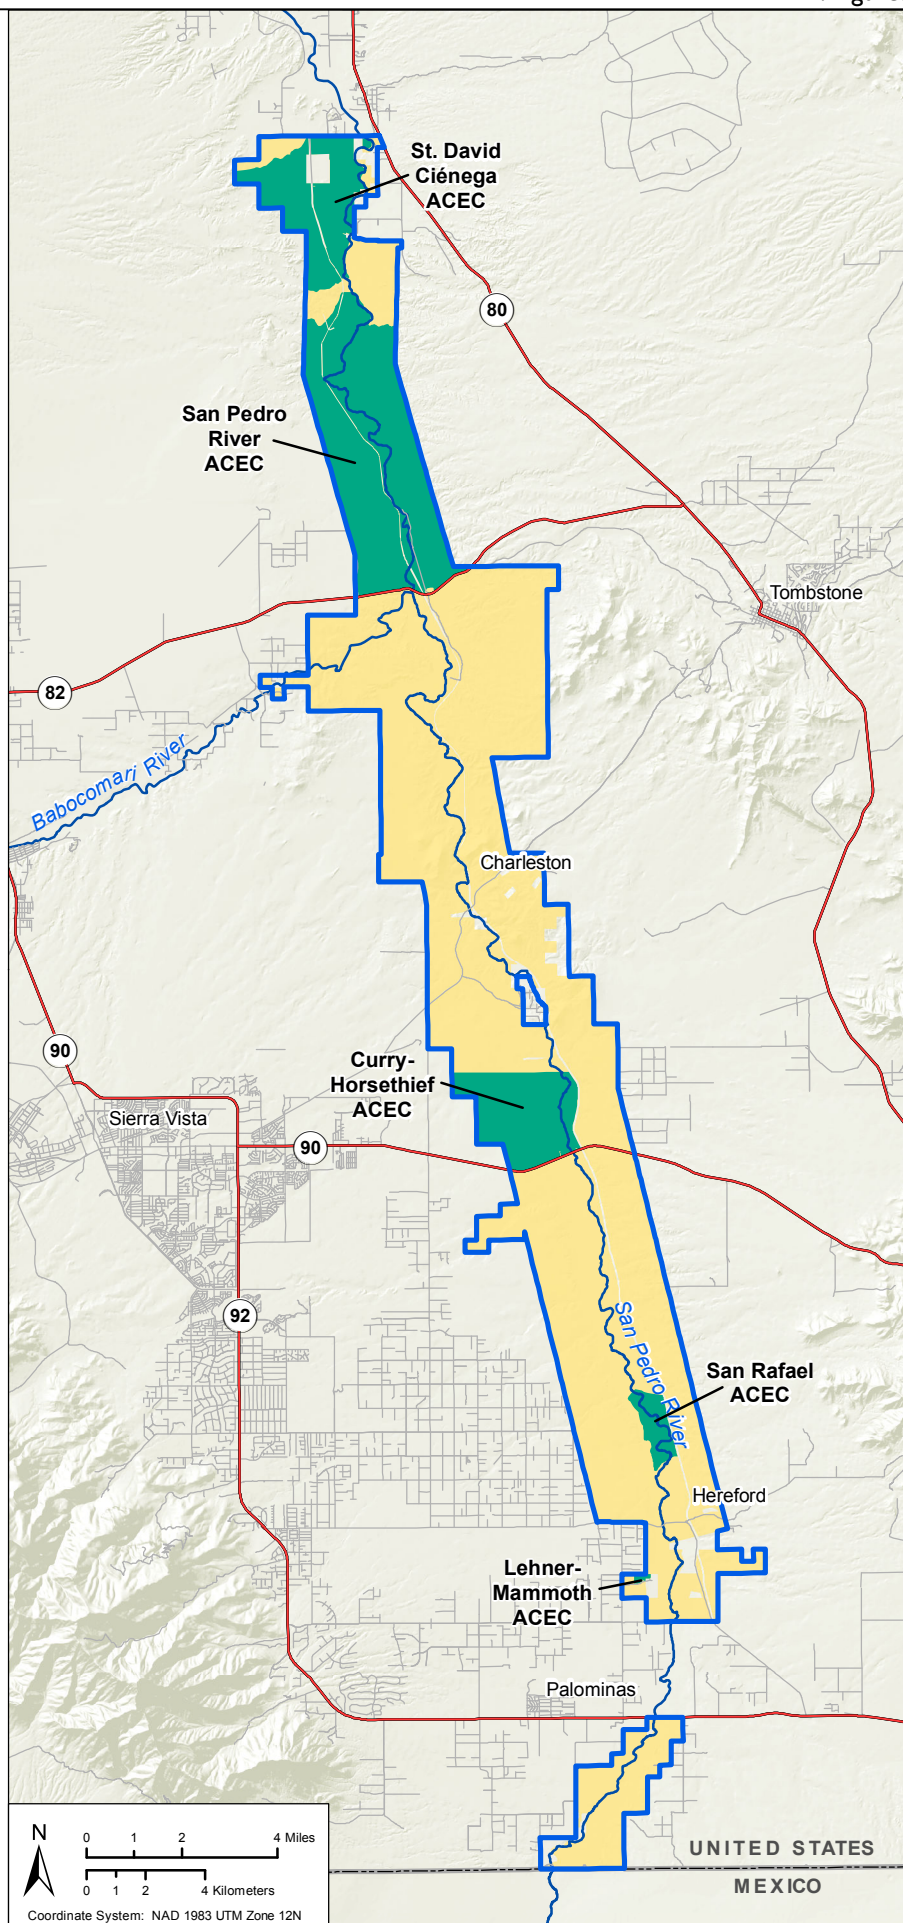 St. David
Ciénega
ACEC
80
San Pedro
River
ACEC
Tombstone
82
Babocomari River
Charleston
90
Curry-
Horsethief
ACEC
Sierra Vista
90
92
San Pedro River
San Rafael
ACEC
Hereford
Lehner-
Mammoth
ACEC
Palominas
N
0 1 2 4 Miles
0 1 2 4 Kilometers
Coordinate System: NAD 1983 UTM Zone 12N
UNITED STATES
MEXICO